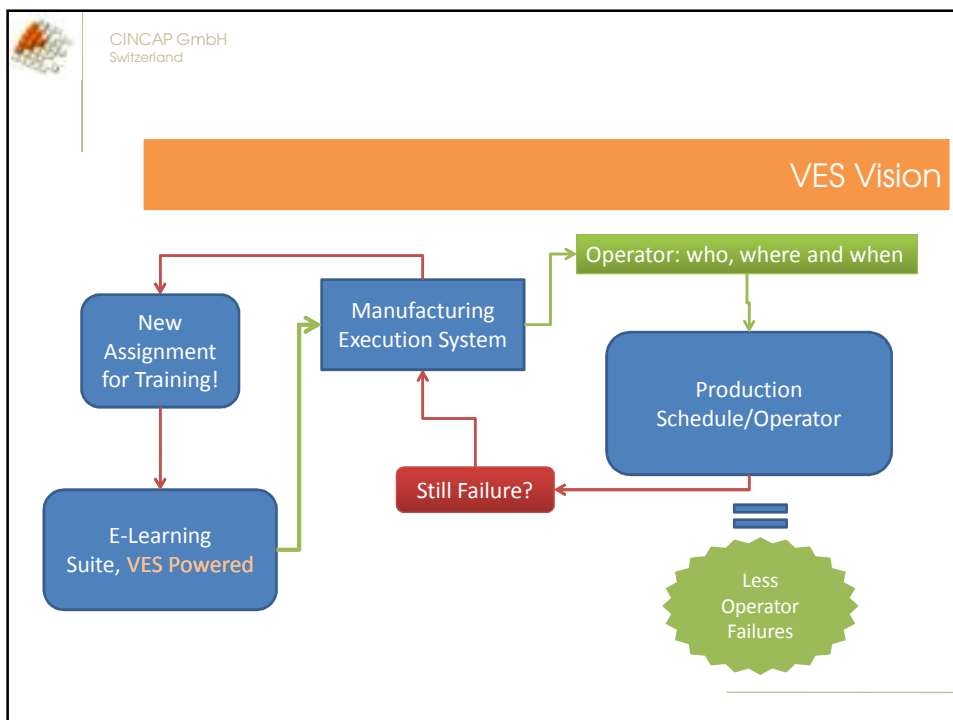 CINCAP GmbH
Switzerland
VES Vision
Operator: who, where and when
Manufacturing
Execution System
New
Assignment
for Training!
Production
Schedule/Operator
Still Failure?
E-Learning
Suite, VES Powered
Less
Operator
Failures